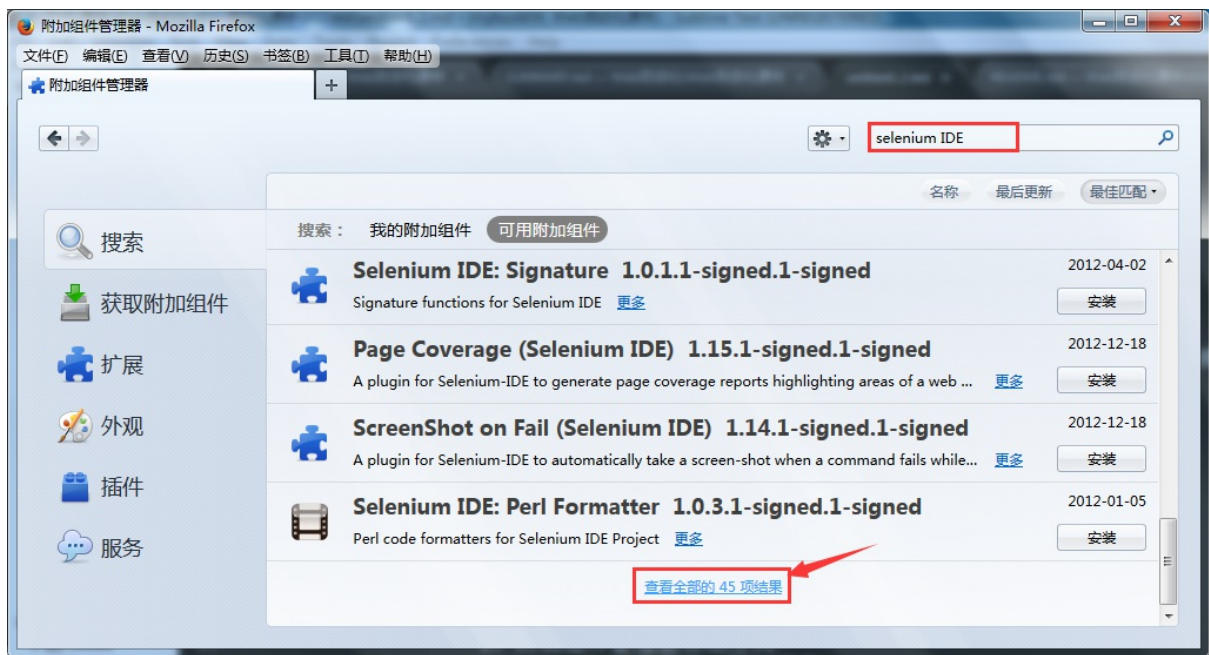 附加组件管理器 - Mozilla Firefox
文件(F) 编辑(E) 查看(V) 历史(S) 书签(B) 工具(T) 帮助(H)
附加组件管理器
selenium IDE
名称 最后更新 最佳匹配
搜索
获取附加组件
扩展
外观
插件
服务
搜索: 我的附加组件 可用附加组件
Selenium IDE: Signature 1.0.1.1-signed.1-signed 2012-04-02
Signature functions for Selenium IDE 更多 安装
Page Coverage (Selenium IDE) 1.15.1-signed.1-signed 2012-12-18
A plugin for Selenium-IDE to generate page coverage reports highlighting areas of a web ... 更多 安装
ScreenShot on Fail (Selenium IDE) 1.14.1-signed.1-signed 2012-12-18
A plugin for Selenium-IDE to automatically take a screen-shot when a command fails while... 更多 安装
Selenium IDE: Perl Formatter 1.0.3.1-signed.1-signed 2012-01-05
Perl code formatters for Selenium IDE Project 更多 安装
查看全部的 45 项结果